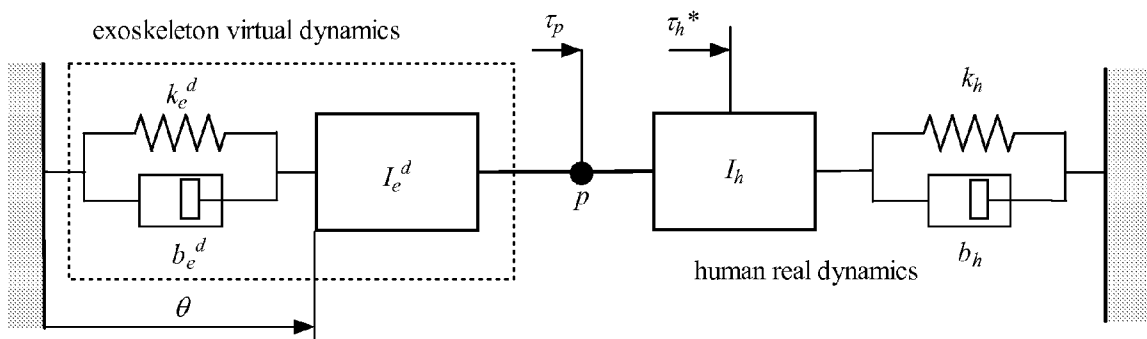 exoskeleton virtual dynamics
τp
τh*
ked
kh
Ied
p
Ih
bed
human real dynamics
bh
θ